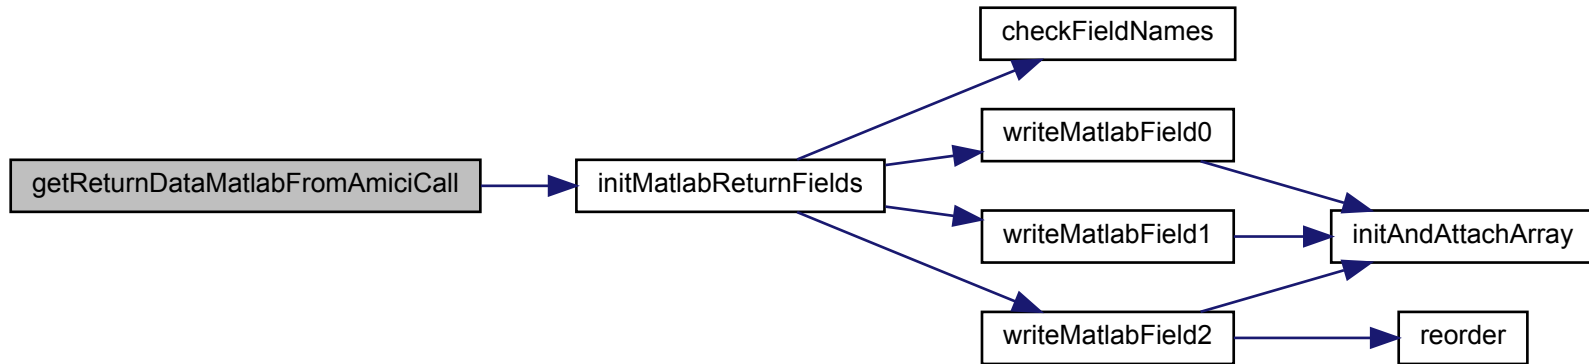 checkFieldNames
writeMatlabField0
getReturnDataMatlabFromAmiciCall
initMatlabReturnFields
writeMatlabField1
initAndAttachArray
writeMatlabField2
reorder